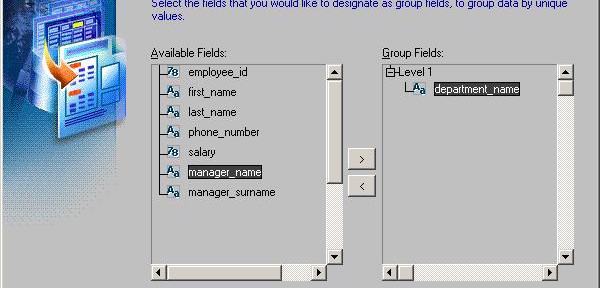 Select the fields that you would like to designate as group fields, to group data by unique
values.
Available Fields:
Group Fields:
78 employee_id
Aa first_name
Aa last_name
Aa phone_number
78 salary
Aa manager_name
Aa manager_surname
>
<
Level 1
Aa department_name